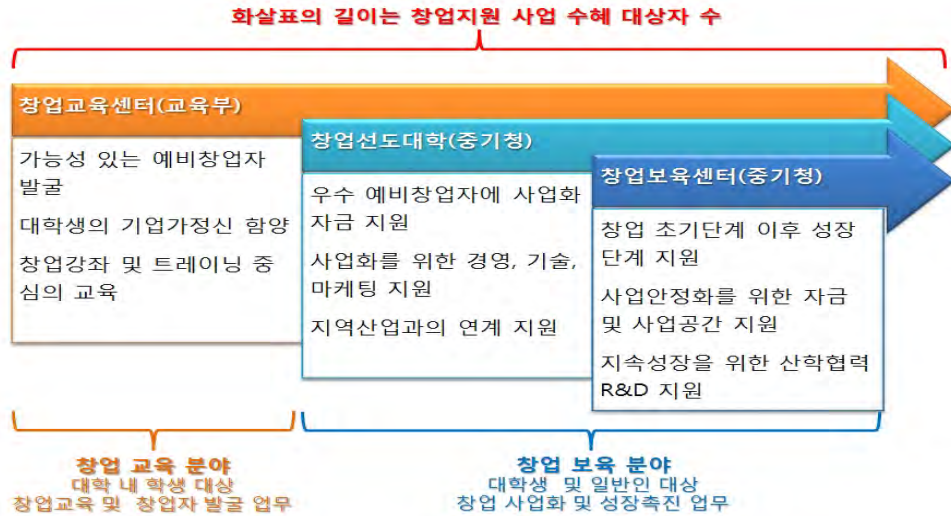 화살표의 길이는 창업지원 사업 수혜 대상자 수
창업교육센터(교육부)
가능성 있는 예비창업자
발굴
대학생의 기업가정신 함양
창업강좌 및 트레이닝 중
심의 교육
창업선도대학(중기청)
우수 예비창업자에 사업화
자금 지원
사업화를 위한 경영, 기술,
마케팅 지원
지역산업과의 연계 지원
창업보육센터(중기청)
창업 초기단계 이후 성장
단계 지원
사업안정화를 위한 자금
및 사업공간 지원
지속성장을 위한 산학협력
R&D 지원
창업 교육 분야
대학 내 학생 대상
창업교육 및 창업자 발굴 업무
창업 보육 분야
대학생 및 일반인 대상
창업 사업화 및 성장촉진 업무